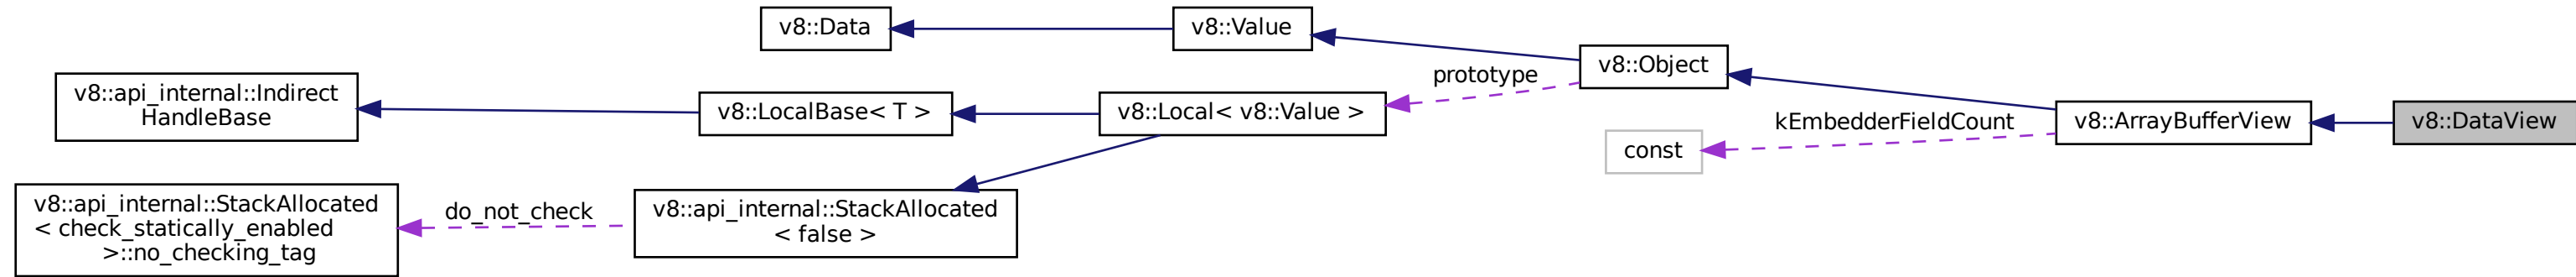 v8::Data
v8::Value
v8::Object
prototype
v8::api_internal::Indirect
HandleBase
v8::LocalBase< T >
v8::Local< v8::Value >
kEmbedderFieldCount
v8::ArrayBufferView
v8::DataView
const
v8::api_internal::StackAllocated
< check_statically_enabled
>::no_checking_tag
do_not_check
v8::api_internal::StackAllocated
< false >